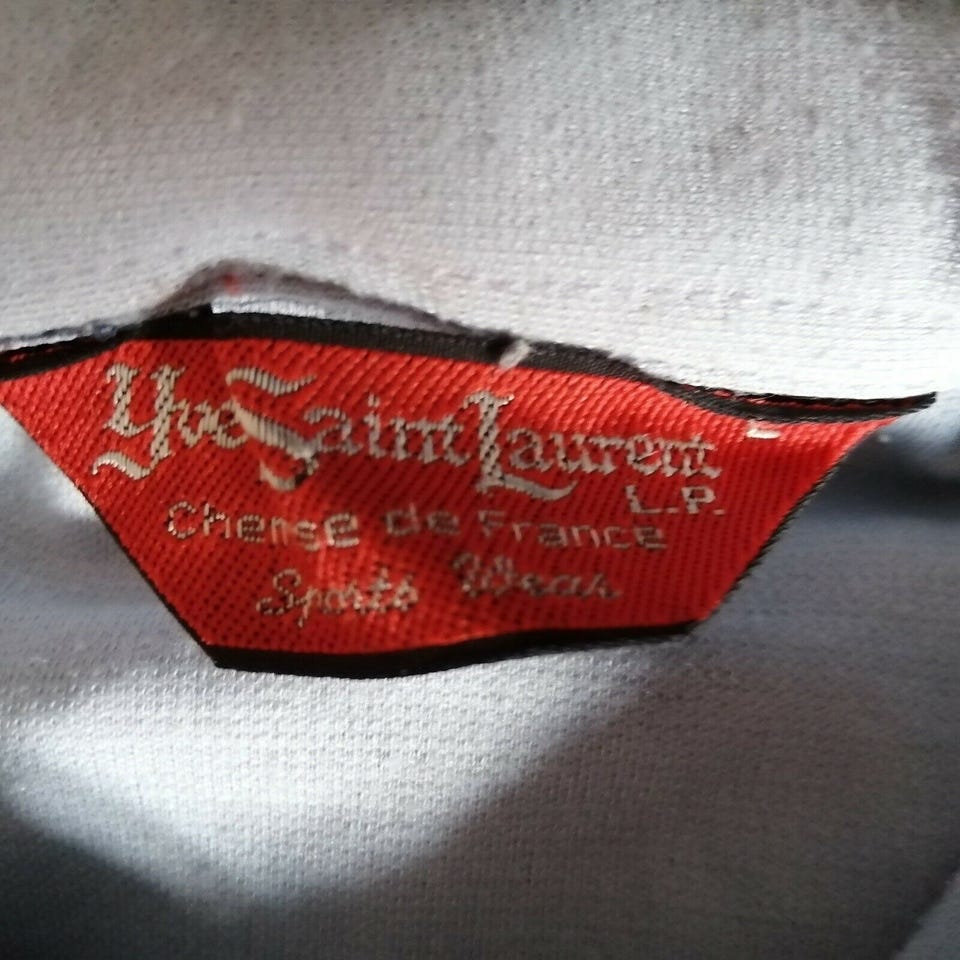 Yve Saint Laurent
L.P.
Chemise de France
Sports Wear